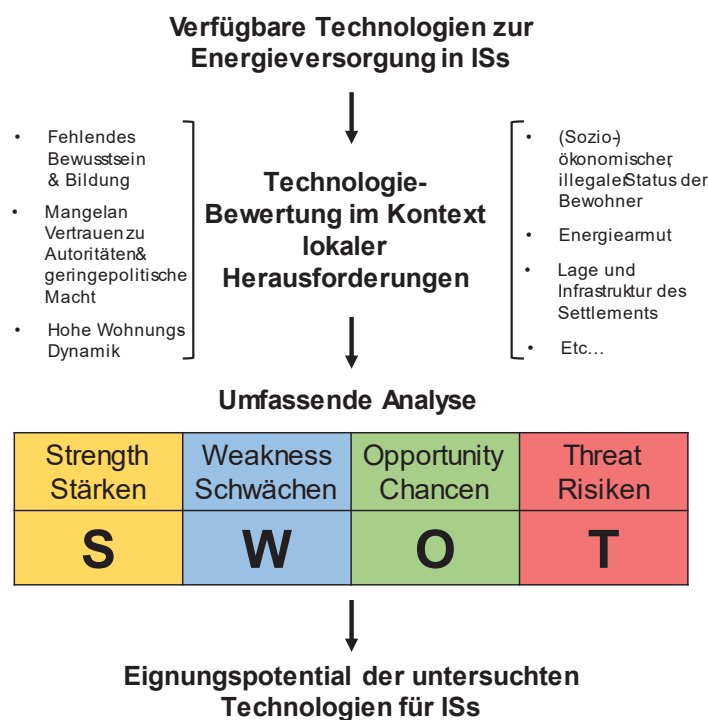 Verfügbare Technologien zur
Energieversorgung in ISs
• Fehlendes
Bewusstsein
& Bildung
• Mangelan
Vertrauen zu
Autoritäten&
geringepolitische
Macht
• Hohe Wohnungs
Dynamik
Technologie-
Bewertung im Kontext
lokaler
Herausforderungen
• (Sozio-)
ökonomischer,
illegalerStatus der
Bewohner
• Energiearmut
• Lage und
Infrastruktur des
Settlements
• Etc...
Umfassende Analyse
Strength
Stärken
Weakness
Schwächen
Opportunity
Chancen
Threat
Risiken
S
W
O
T
Eignungspotential der untersuchten
Technologien für ISs